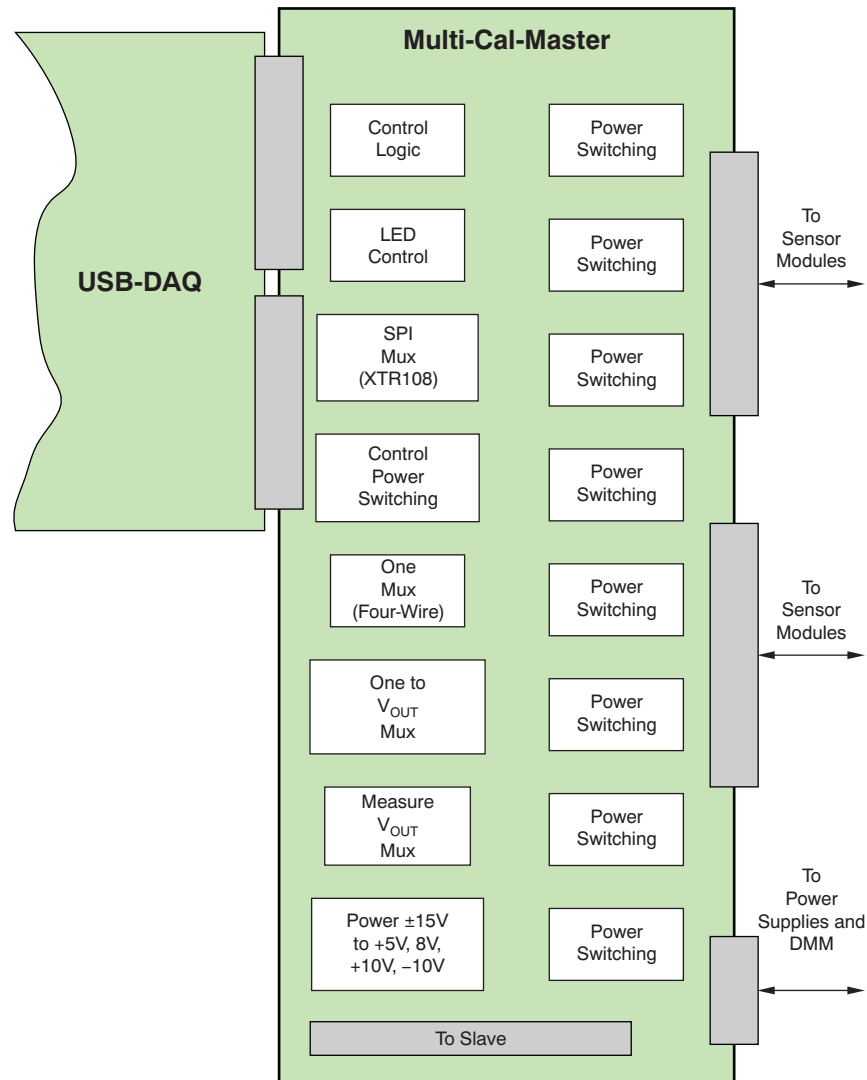 Multi-Cal-Master
USB-DAQ
Control
Logic
Power
Switching
LED
Control
Power
Switching
SPI
Mux
(XTR108)
Power
Switching
Control
Power
Switching
Power
Switching
One
Mux
(Four-Wire)
Power
Switching
One to
VOUT
Mux
Power
Switching
Measure
VOUT
Mux
Power
Switching
Power ±15V
to +5V, 8V,
+10V, –10V
Power
Switching
To Slave
To
Sensor
Modules
To
Sensor
Modules
To
Power
Supplies and
DMM